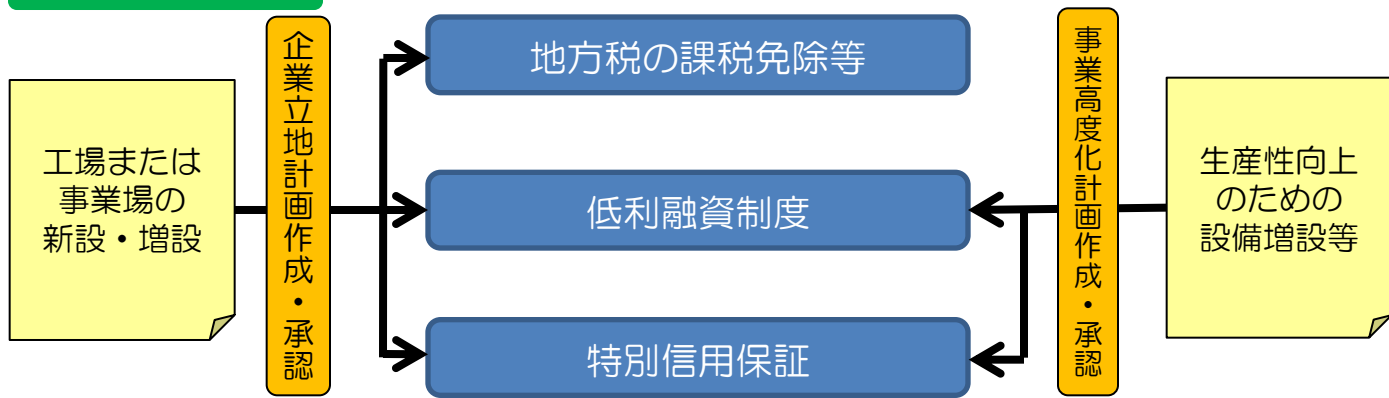 工場または
事業場の
新設・増設
企業立地計画作成・承認
地方税の課税免除等
低利融資制度
特別信用保証
事業高度化計画作成・承認
生産性向上
のための
設備増設等